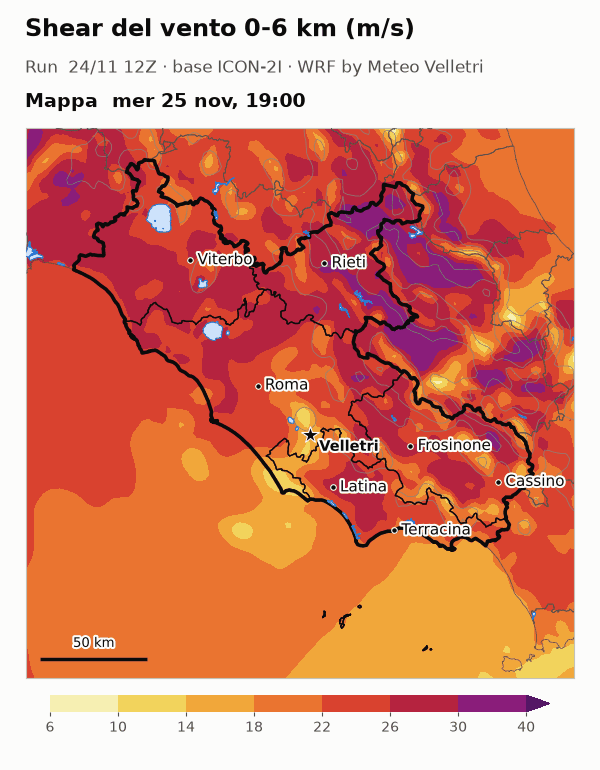 Shear del vento 0-6 km (m/s)
Run  24/11 12Z · base ICON-2I · WRF by Meteo Velletri
Mappa  mer 25 nov, 19:00
Viterbo
Rieti
Roma
Velletri
Frosinone
Latina
Cassino
Terracina
50 km
6 10 14 18 22 26 30 40